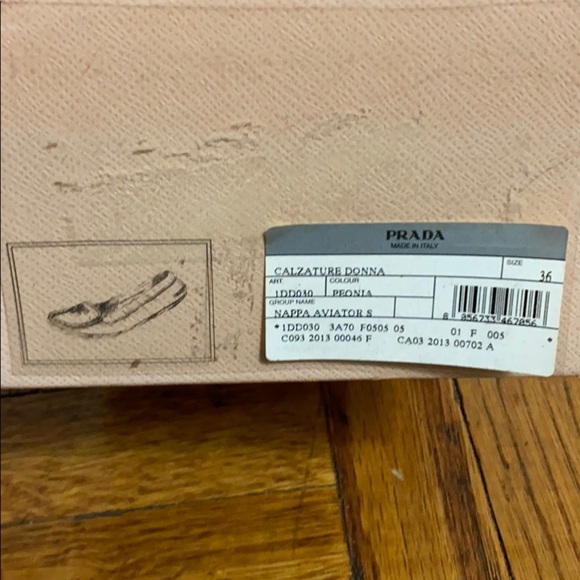 PRADA
MADE IN ITALY
CALZATURE DONNA
SIZE
36
ART.
COLOUR
1DD030
PEONIA
GROUP NAME
NAPPA AVIATOR S
8 056733 467856
*1DD030 3A70 F0505 05 01 F 005 *
C093 2013 00046 F CA03 2013 00702 A